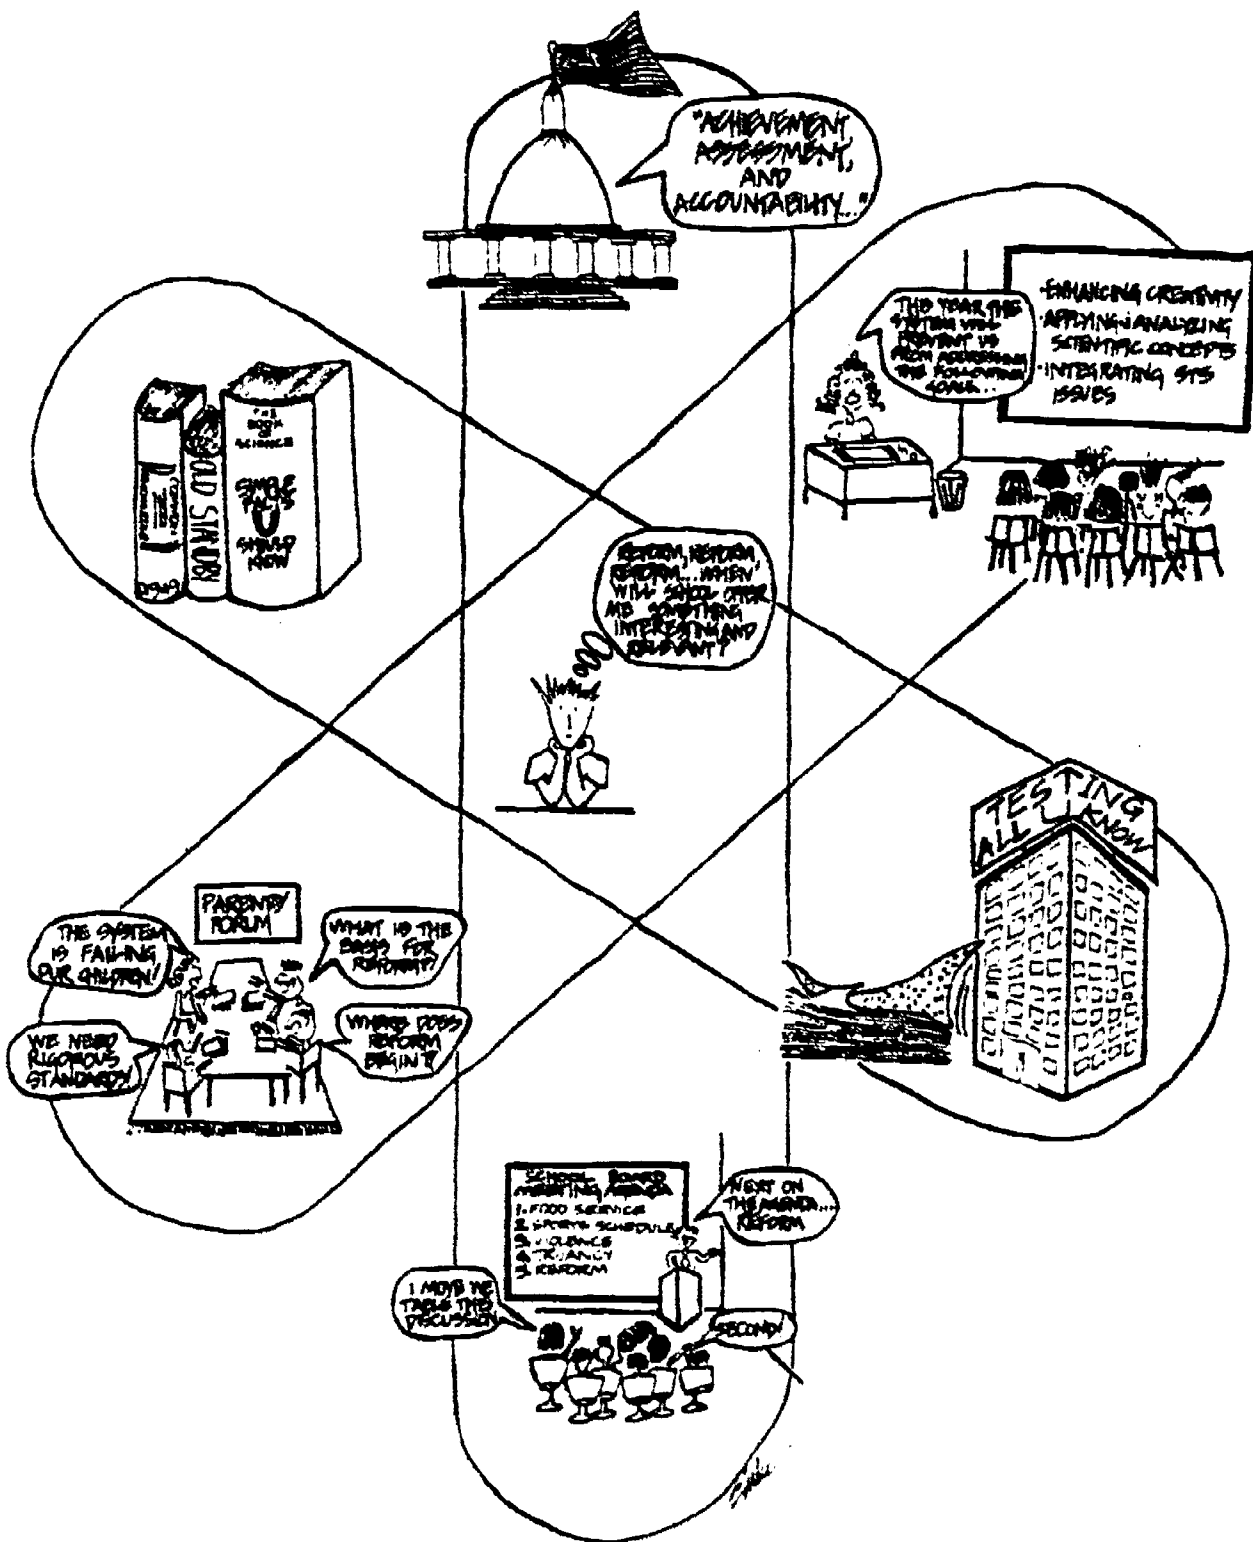 "ACHIEVEMENT
ASSESSMENT,
AND
ACCOUNTABILITY..."
THIS YEAR THE
SYSTEM WILL
PREVENT US
FROM ADDRESSING
THE FOLLOWING
GOALS...
·ENHANCING CREATIVITY
·APPLYING & ANALYZING
SCIENTIFIC CONCEPTS
·INTEGRATING STS
ISSUES
COMMON
KNOWLEDGE
OLD STANDBY
THE
BOOK
OF
SCIENCE
SIMPLE
FACTS
U
SHOULD
KNOW
REFORM, REFORM,
REFORM... WHEN
WILL SCHOOL OFFER
ME SOMETHING
INTERESTING AND
RELEVANT?
TESTING
ALL U KNOW
PARENTS'
FORUM
THE SYSTEM
IS FAILING
OUR CHILDREN!
WHAT IS THE
BASIS FOR
REFORM?
WE NEED
RIGOROUS
STANDARDS!
WHERE DOES
REFORM
BEGIN?
SCHOOL BOARD
MEETING AGENDA
1. FOOD SERVICE
2. SPORTS SCHEDULE
3. VIOLENCE
4. TRUANCY
5. REFORM
NEXT ON
THE AGENDA...
REFORM
I MOVE WE
TABLE THIS
DISCUSSION
SECOND!